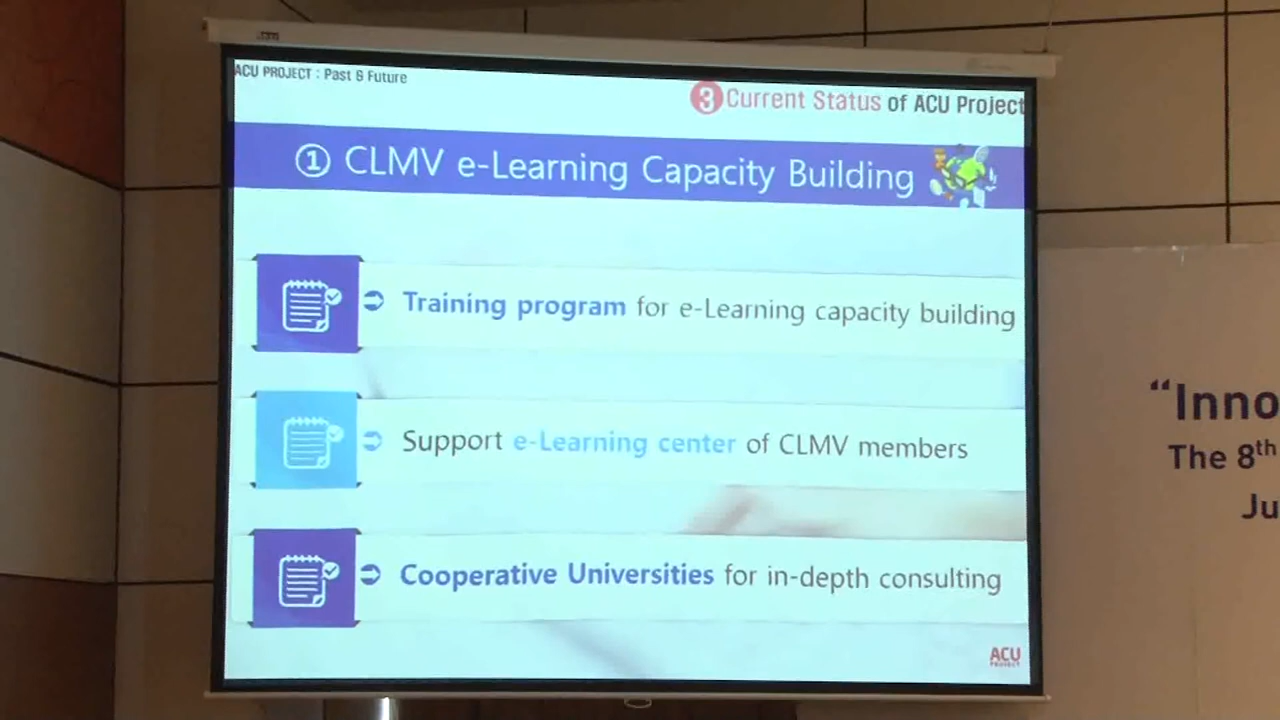 ACU PROJECT : Past & Future
3 Current Status of ACU Project
① CLMV e-Learning Capacity Building
➲ Training program for e-Learning capacity building
➲ Support e-Learning center of CLMV members
➲ Cooperative Universities for in-depth consulting
ACU
PROJECT
“Inno
The 8th
Ju